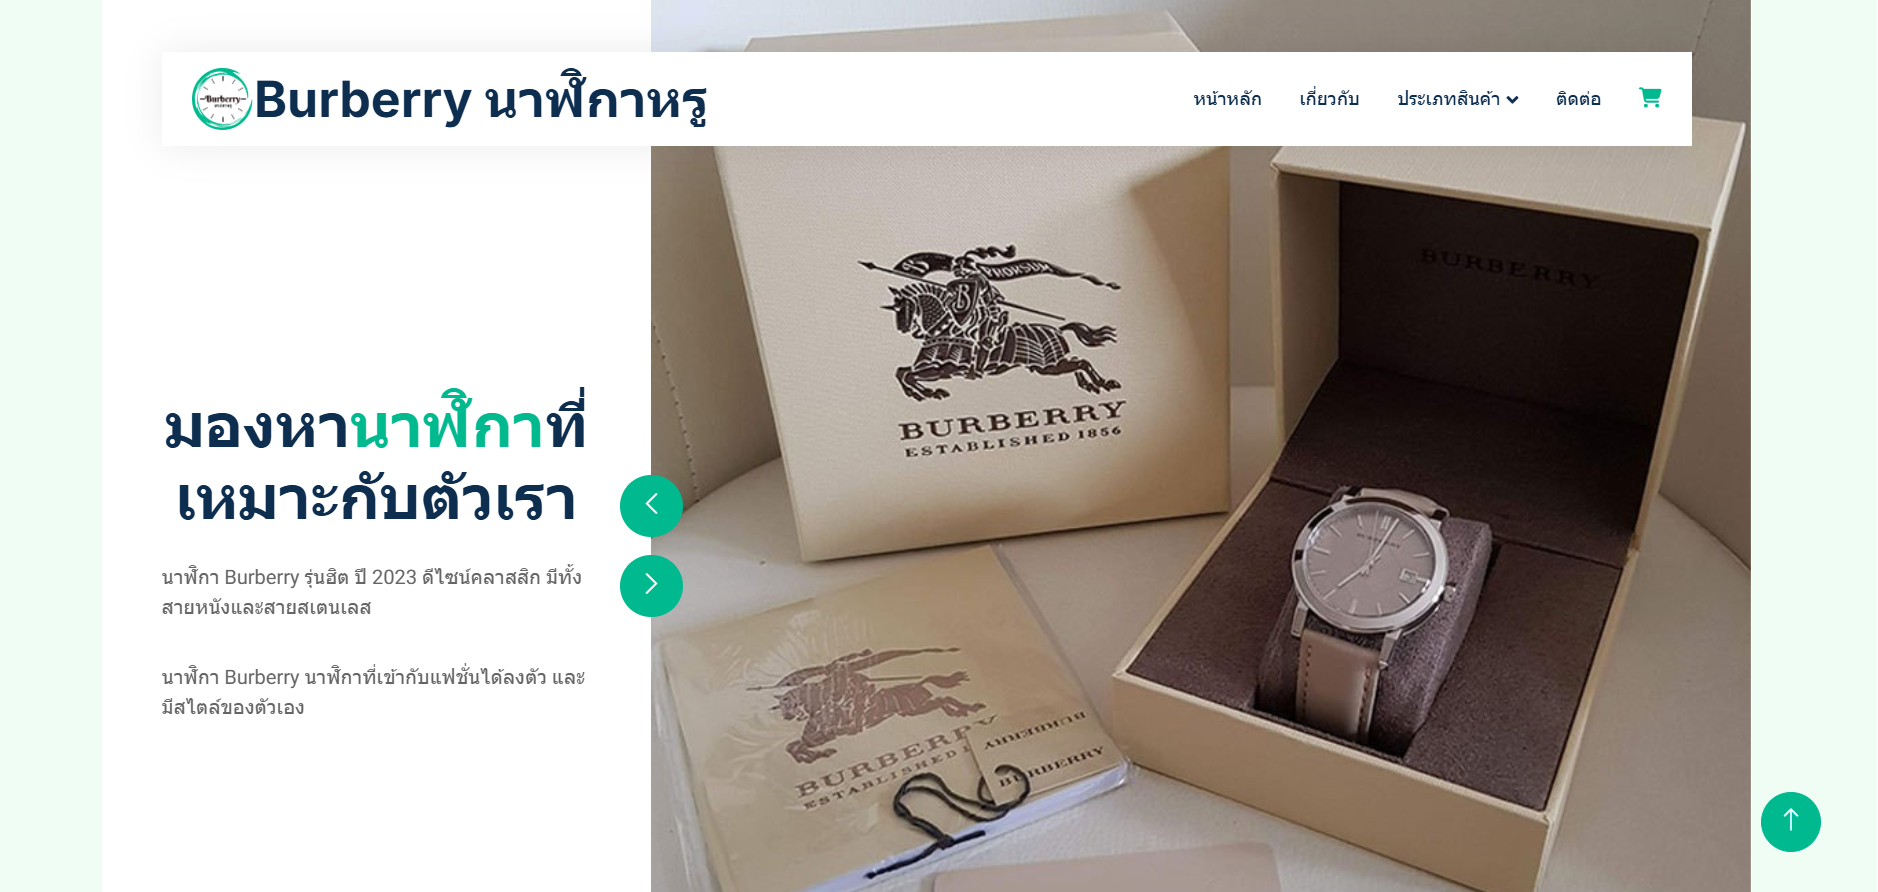 Burberry
Burberry นาฬิกาหรู
หน้าหลัก
เกี่ยวกับ
ประเภทสินค้า
ติดต่อ
มองหานาฬิกาที่
เหมาะกับตัวเรา
นาฬิกา Burberry รุ่นฮิต ปี 2023 ดีไซน์คลาสสิก มีทั้ง
สายหนังและสายสเตนเลส
นาฬิกา Burberry นาฬิกาที่เข้ากับแฟชั่นได้ลงตัว และ
มีสไตล์ของตัวเอง
PRORSUM
BURBERRY
ESTABLISHED 1856
BURBERRY
BURBERRY
BURBERRY
ESTABLISHED 1
BURBERRY
BURBERRY